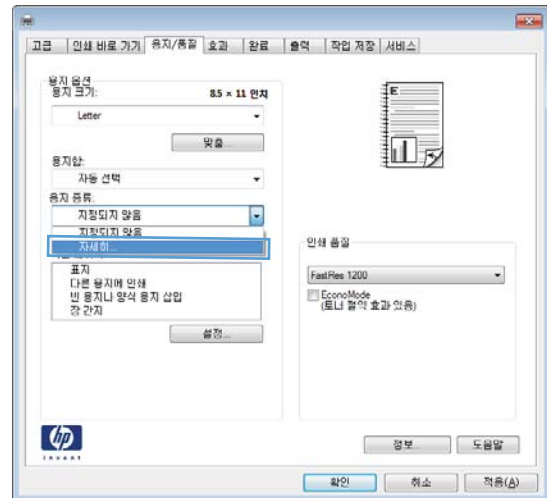 고급 인쇄 바로 가기 용지/품질 효과 완료 출력 작업 저장 서비스
용지 옵션
용지 크기: 8.5 × 11 인치
Letter
맞춤...
용지함:
자동 선택
용지 종류:
지정되지 않음
지정되지 않음
자세히...
표지
다른 용지에 인쇄
빈 용지나 양식 용지 삽입
장 간지
설정...
E
인쇄 품질
FastRes 1200
EconoMode
(토너 절약 효과 있음)
hp
invent
정보... 도움말
확인 취소 적용(A)